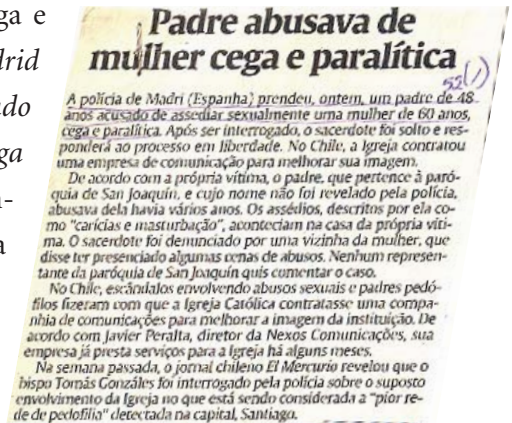 ga e
drid
do
ga
n-
a
Padre abusava de
mulher cega e paralítica
55(1)
A polícia de Madri (Espanha) prendeu, ontem, um padre de 48
anos acusado de assediar sexualmente uma mulher de 60 anos,
cega e paralítica. Após ser interrogado, o sacerdote foi solto e res-
ponderá ao processo em liberdade. No Chile, a Igreja contratou
uma empresa de comunicação para melhorar sua imagem.
De acordo com a própria vítima, o padre, que pertence à paró-
quia de San Joaquín, e cujo nome não foi revelado pela polícia,
abusava dela havia vários anos. Os assédios, descritos por ela co-
mo "carícias e masturbação", aconteciam na casa da própria víti-
ma. O sacerdote foi denunciado por uma vizinha da mulher, que
disse ter presenciado algumas cenas de abusos. Nenhum represen-
tante da paróquia de San Joaquín quis comentar o caso.
No Chile, escândalos envolvendo abusos sexuais e padres pedó-
filos fizeram com que a Igreja Católica contratasse uma compa-
nhia de comunicações para melhorar a imagem da instituição. De
acordo com Javier Peralta, diretor da Nexos Comunicações, sua
empresa já presta serviços para a Igreja há alguns meses.
Na semana passada, o jornal chileno El Mercurio revelou que o
bispo Tomás Gonzáles foi interrogado pela polícia sobre o suposto
envolvimento da Igreja no que está sendo considerada a "pior re-
de de pedofilia" detectada na capital, Santiago.